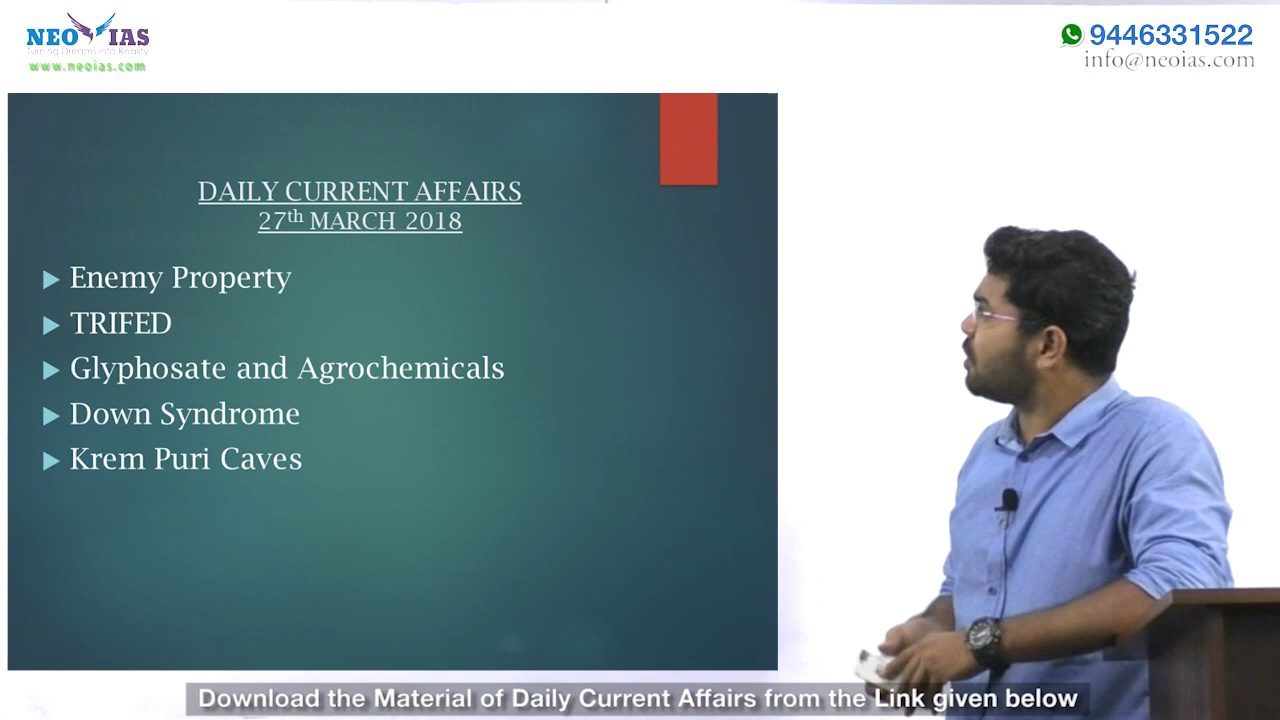 NEO IAS
Turning Dreams into Reality
www.neoias.com
9446331522
info@neoias.com
DAILY CURRENT AFFAIRS
27th MARCH 2018
Enemy Property
TRIFED
Glyphosate and Agrochemicals
Down Syndrome
Krem Puri Caves
Download the Material of Daily Current Affairs from the Link given below